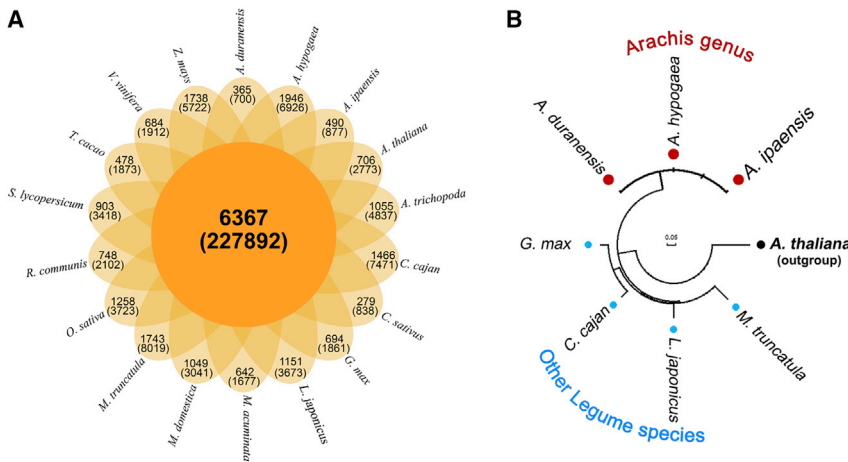 A
A. duranensis
365
(700)
A. hypogaea
1946
(6926)
A. ipaensis
490
(877)
A. thaliana
706
(2773)
A. trichopoda
1055
(4837)
C. cajan
1466
(7471)
C. sativus
279
(838)
G. max
694
(1861)
L. japonicus
1151
(3673)
M. acuminata
642
(1677)
M. domestica
1049
(3041)
M. truncatula
1743
(8019)
O. sativa
1258
(3723)
R. communis
748
(2102)
S. lycopersicum
903
(3418)
T. cacao
478
(1873)
V. vinifera
684
(1912)
Z. mays
1738
(5722)
6367
(227892)
B
Arachis genus
A. duranensis
A. hypogaea
A. ipaensis
G. max
0.05
A. thaliana
(outgroup)
C. cajan
L. japonicus
M. truncatula
Other Legume species